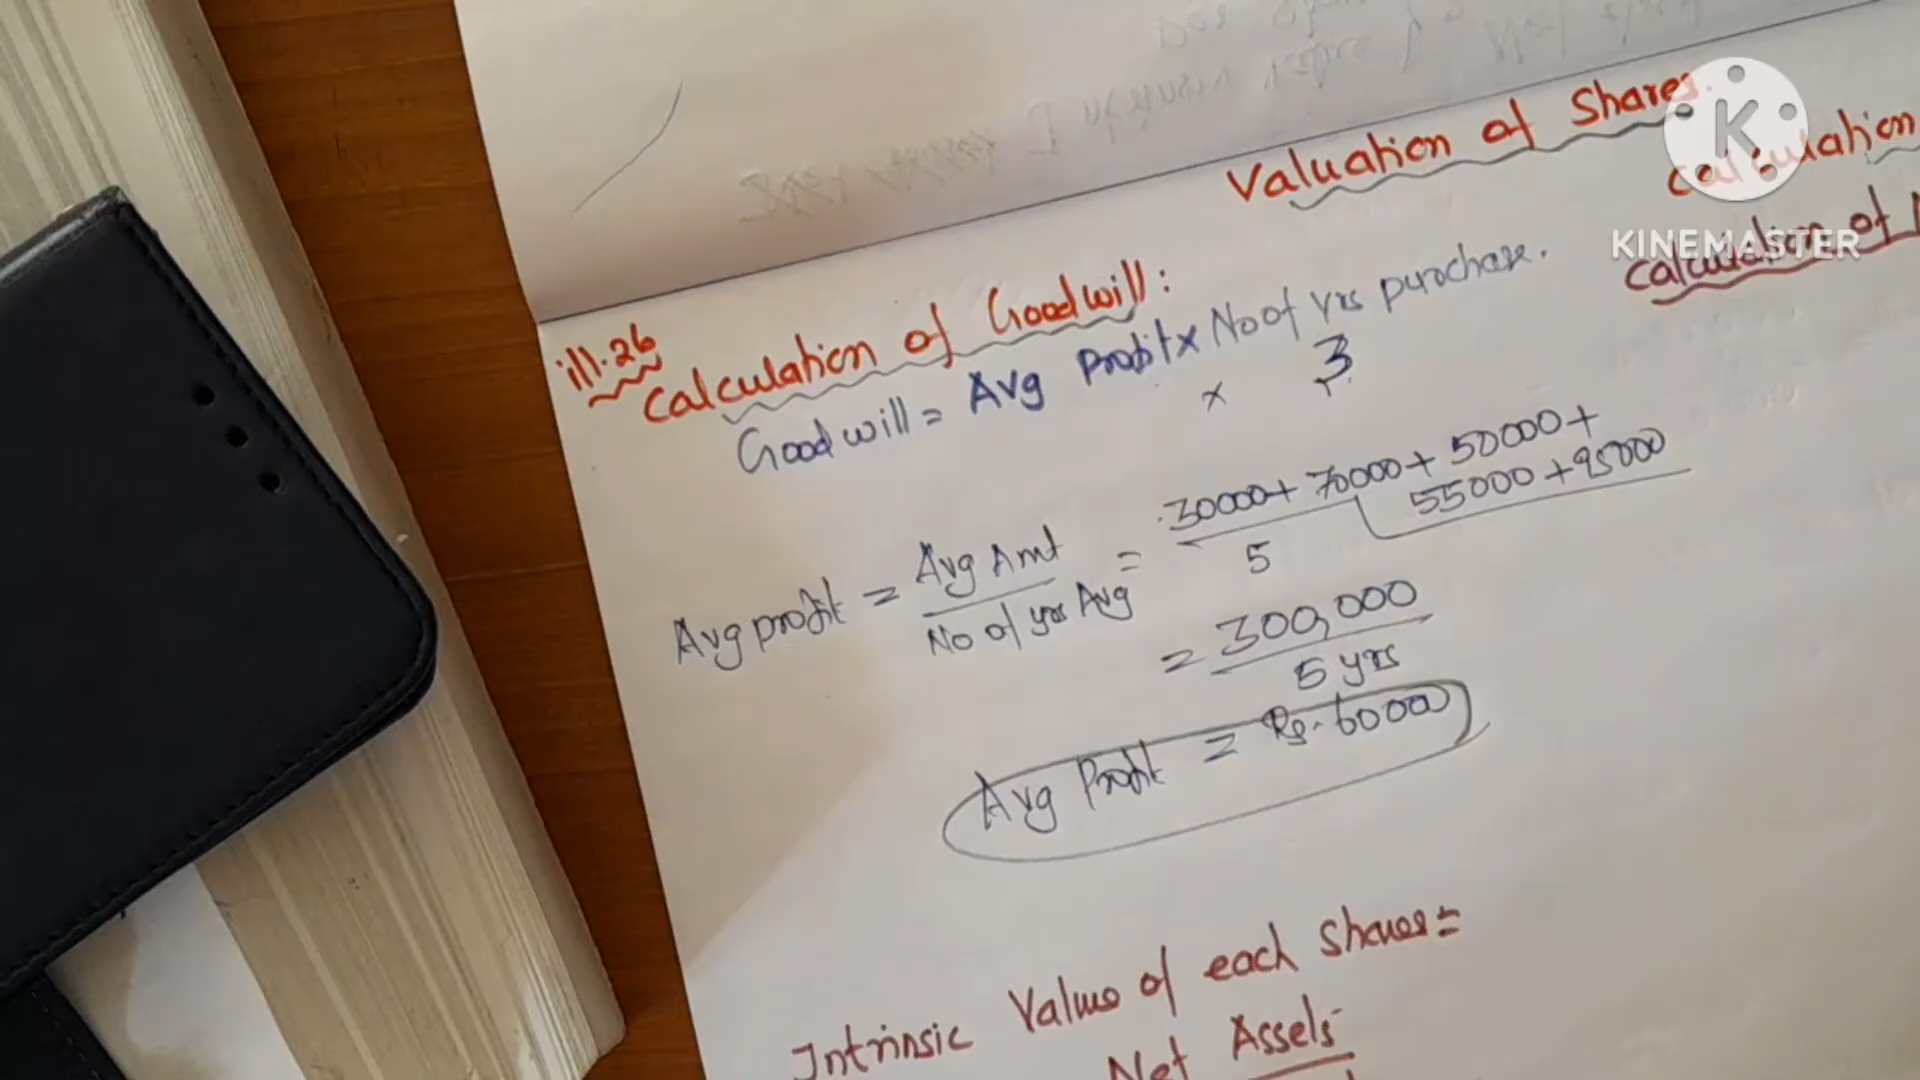 Valuation of Shares.
calculation
calculation of
K
KINEMASTER
ill.26
Calculation of Goodwill:
Goodwill = Avg Profit x No of yrs purchase.
x 3
Avg profit = Avg Amt / No of yrs Avg = 30000+ 70000+ 50000+ 55000 +95000 / 5
= 300,000 / 5 yrs
Avg Profit = Rs. 60000
Intrinsic Value of each shares =
Net Assets